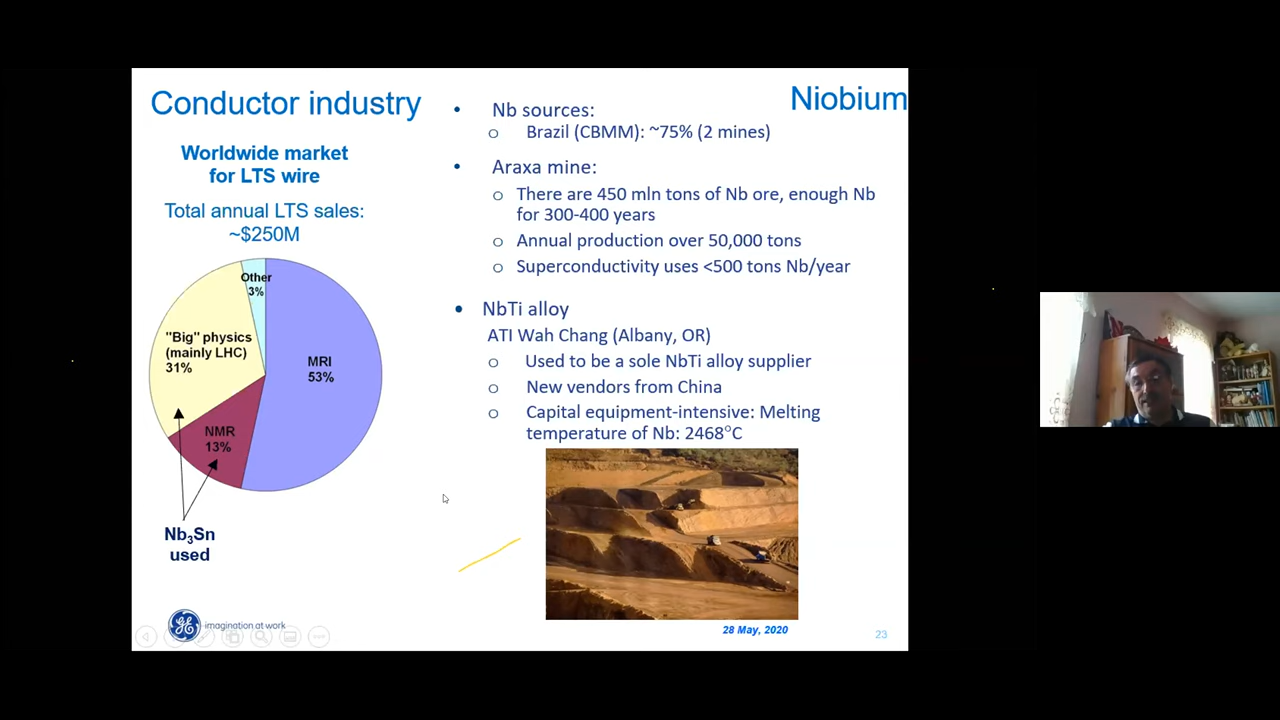 Conductor industry
Niobium
Worldwide market
for LTS wire
Total annual LTS sales:
~$250M
Other
3%
"Big" physics
(mainly LHC)
31%
MRI
53%
NMR
13%
Nb₃Sn
used
• Nb sources:
o Brazil (CBMM): ~75% (2 mines)
• Araxa mine:
o There are 450 mln tons of Nb ore, enough Nb
for 300-400 years
o Annual production over 50,000 tons
o Superconductivity uses <500 tons Nb/year
• NbTi alloy
ATI Wah Chang (Albany, OR)
o Used to be a sole NbTi alloy supplier
o New vendors from China
o Capital equipment-intensive: Melting
temperature of Nb: 2468°C
GE
imagination at work
28 May, 2020
23